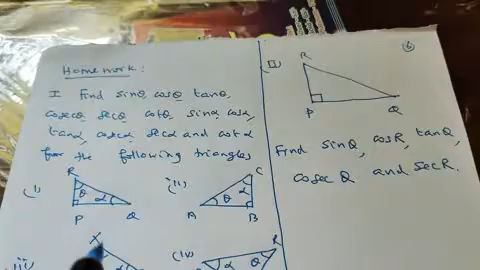 Homework:
I Find sinθ, cosθ, tanθ,
cosecθ, secθ, cotθ, sinα, cosα,
tanα, cosecα, secα and cotα
for the following triangles
(i)
R
θ
α
P
Q
(ii)
C
α
θ
A
B
(iii)
X
α
(iv)
R
α
θ
6
II
R
P
Q
Find sinQ, cosR, tanQ,
cosec Q and secR.